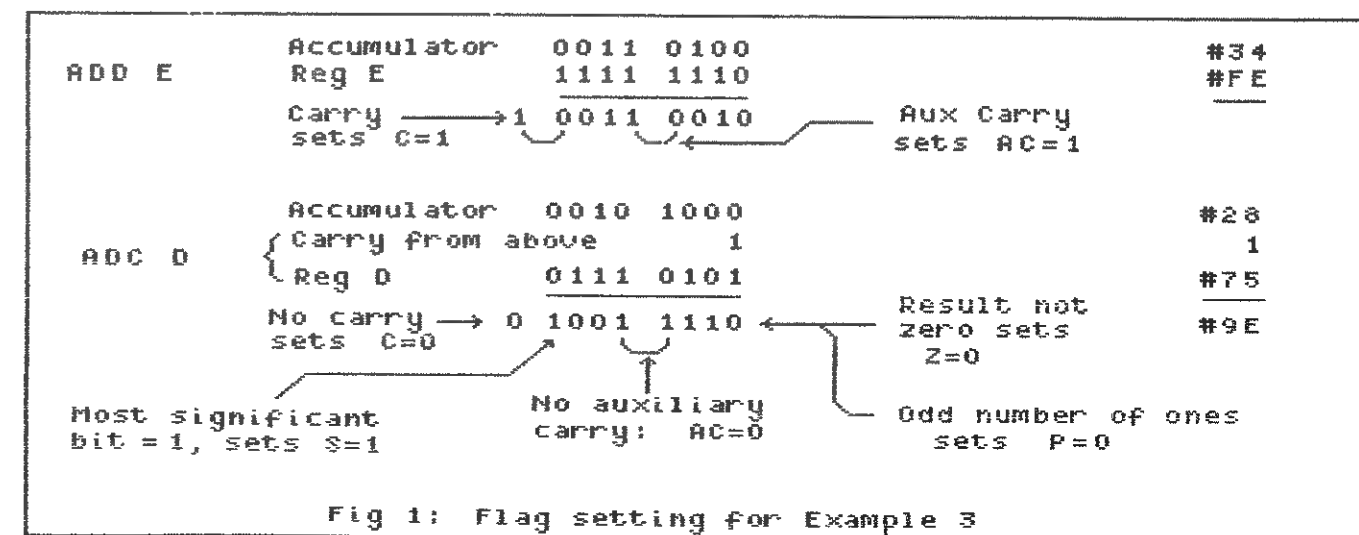 Accumulator 0011 0100 #34
ADD E Reg E 1111 1110 #FE
Carry 1 0011 0010 Aux Carry
sets C=1 sets AC=1
Accumulator 0010 1000 #28
Carry from above 1 1
ADC D
Reg D 0111 0101 #75
Result not
No carry 0 1001 1110 zero sets #9E
sets C=0 Z=0
Most significant No auxiliary Odd number of ones
bit = 1, sets S=1 carry: AC=0 sets P=0
Fig 1: Flag setting for Example 3